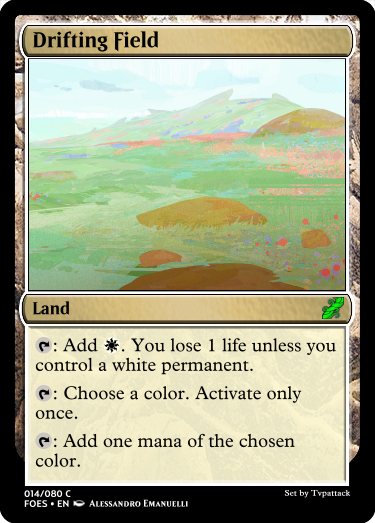 Drifting Field
Land
: Add . You lose 1 life unless you
control a white permanent.
: Choose a color. Activate only
once.
: Add one mana of the chosen
color.
014/080 C
FOES • EN Alessandro Emanuelli
Set by Tvpattack